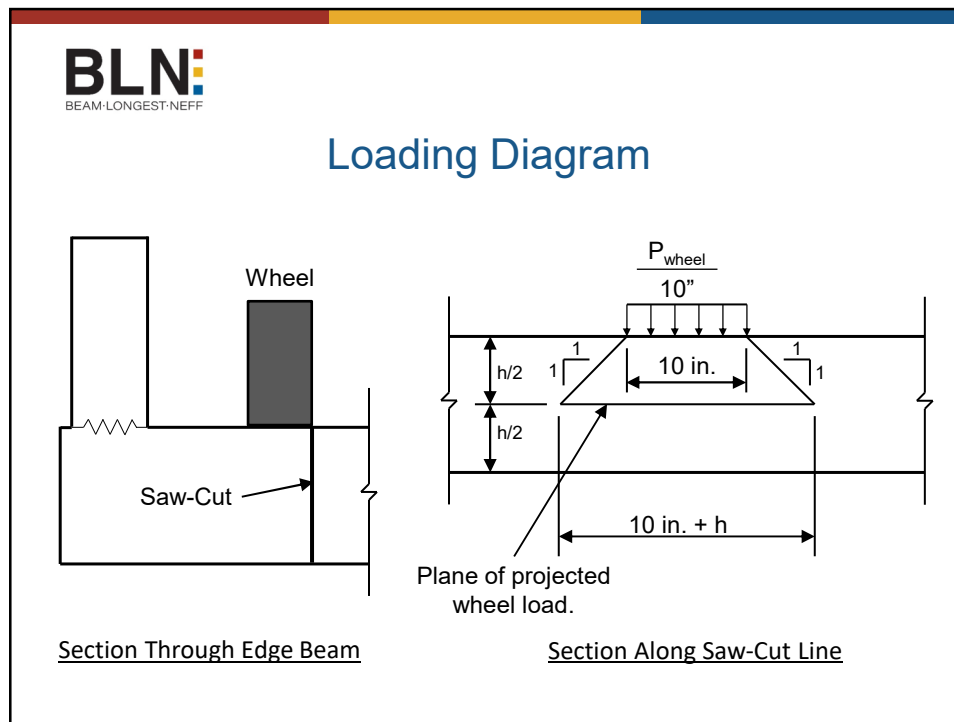 BLN
BEAM·LONGEST·NEFF
Loading Diagram
Wheel
Saw-Cut
Section Through Edge Beam
P_wheel
10”
1
1
1
1
h/2
10 in.
h/2
10 in. + h
Plane of projected
wheel load.
Section Along Saw-Cut Line